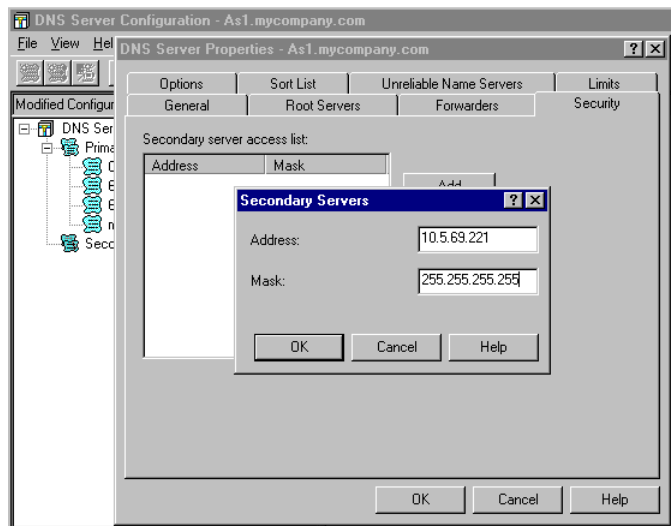 DNS Server Configuration - As1.mycompany.com
File View Hel
DNS Server Properties - As1.mycompany.com
Options Sort List Unreliable Name Servers Limits
General Root Servers Forwarders Security
Modified Configur
DNS Ser
Prima
Seco
Secondary server access list:
Address Mask
Add
Secondary Servers
Address: 10.5.69.221
Mask: 255.255.255.255
OK Cancel Help
OK Cancel Help